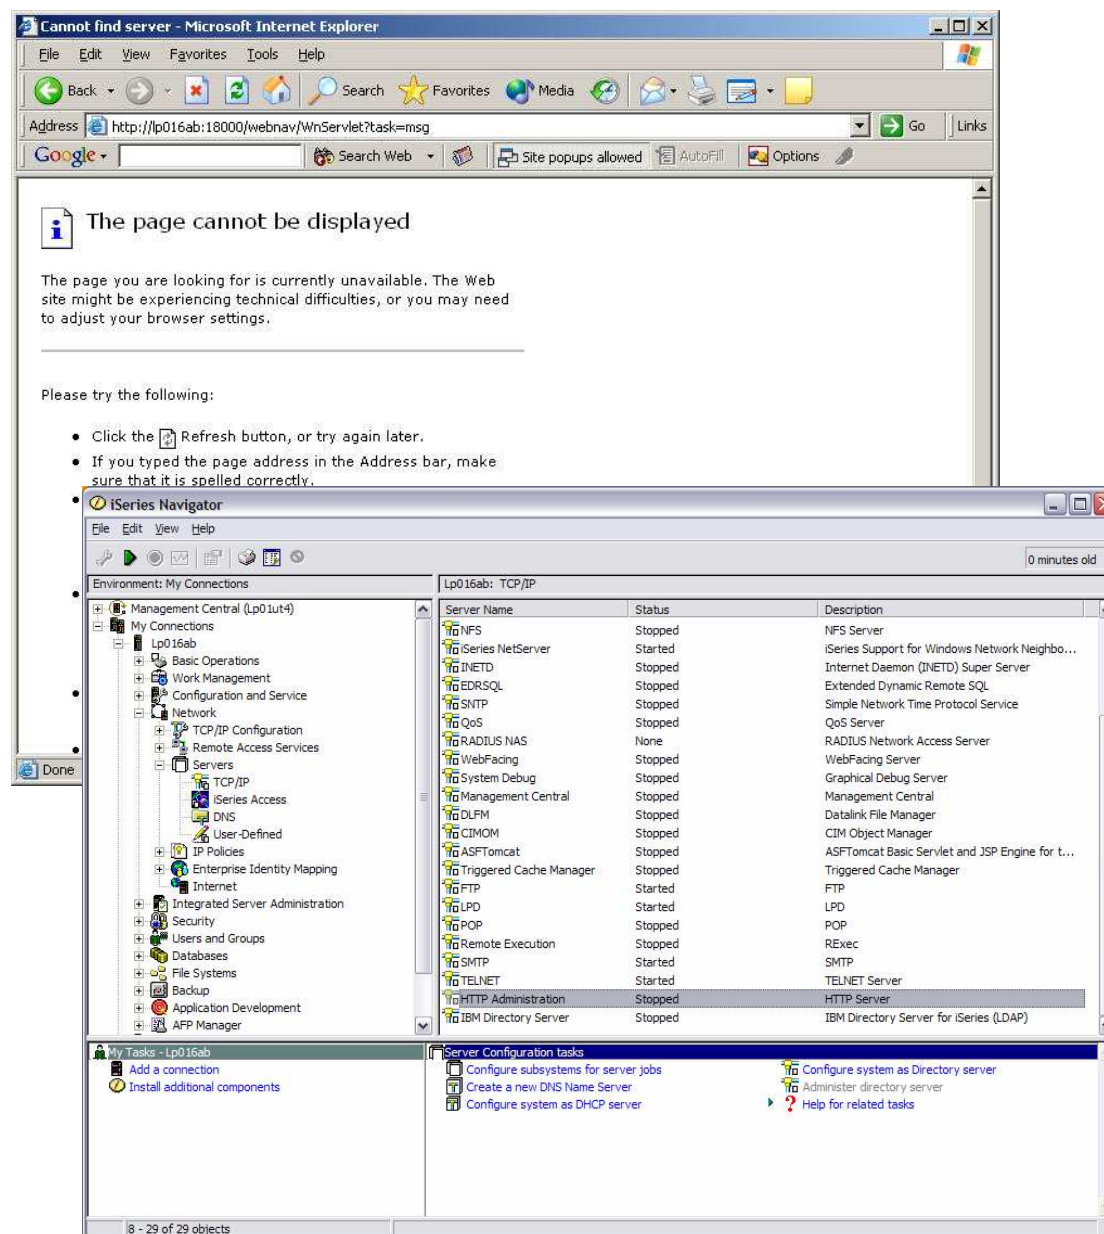 Cannot find server - Microsoft Internet Explorer
File Edit View Favorites Tools Help
Back Search Favorites Media
Address http://lp016ab:18000/webnav/WnServlet?task=msg Go Links
Google Search Web Site popups allowed AutoFill Options
The page cannot be displayed
The page you are looking for is currently unavailable. The Web
site might be experiencing technical difficulties, or you may need
to adjust your browser settings.
Please try the following:
Click the Refresh button, or try again later.
If you typed the page address in the Address bar, make
sure that it is spelled correctly.
Done
iSeries Navigator
File Edit View Help
0 minutes old
Environment: My Connections
Management Central (Lp01ut4)
My Connections
Lp016ab
Basic Operations
Work Management
Configuration and Service
Network
TCP/IP Configuration
Remote Access Services
Servers
TCP/IP
iSeries Access
DNS
User-Defined
IP Policies
Enterprise Identity Mapping
Internet
Integrated Server Administration
Security
Users and Groups
Databases
File Systems
Backup
Application Development
AFP Manager
Lp016ab: TCP/IP
Server Name Status Description
NFS Stopped NFS Server
iSeries NetServer Started iSeries Support for Windows Network Neighbo...
INETD Stopped Internet Daemon (INETD) Super Server
EDRSQL Stopped Extended Dynamic Remote SQL
SNTP Stopped Simple Network Time Protocol Service
QoS Stopped QoS Server
RADIUS NAS None RADIUS Network Access Server
WebFacing Stopped WebFacing Server
System Debug Stopped Graphical Debug Server
Management Central Stopped Management Central
DLFM Stopped Datalink File Manager
CIMOM Stopped CIM Object Manager
ASFTomcat Stopped ASFTomcat Basic Servlet and JSP Engine for t...
Triggered Cache Manager Stopped Triggered Cache Manager
FTP Started FTP
LPD Started LPD
POP Stopped POP
Remote Execution Stopped RExec
SMTP Started SMTP
TELNET Started TELNET Server
HTTP Administration Stopped HTTP Server
IBM Directory Server Stopped IBM Directory Server for iSeries (LDAP)
My Tasks - Lp016ab
Add a connection
Install additional components
Server Configuration tasks
Configure subsystems for server jobs
Create a new DNS Name Server
Configure system as DHCP server
Configure system as Directory server
Administer directory server
Help for related tasks
8 - 29 of 29 objects